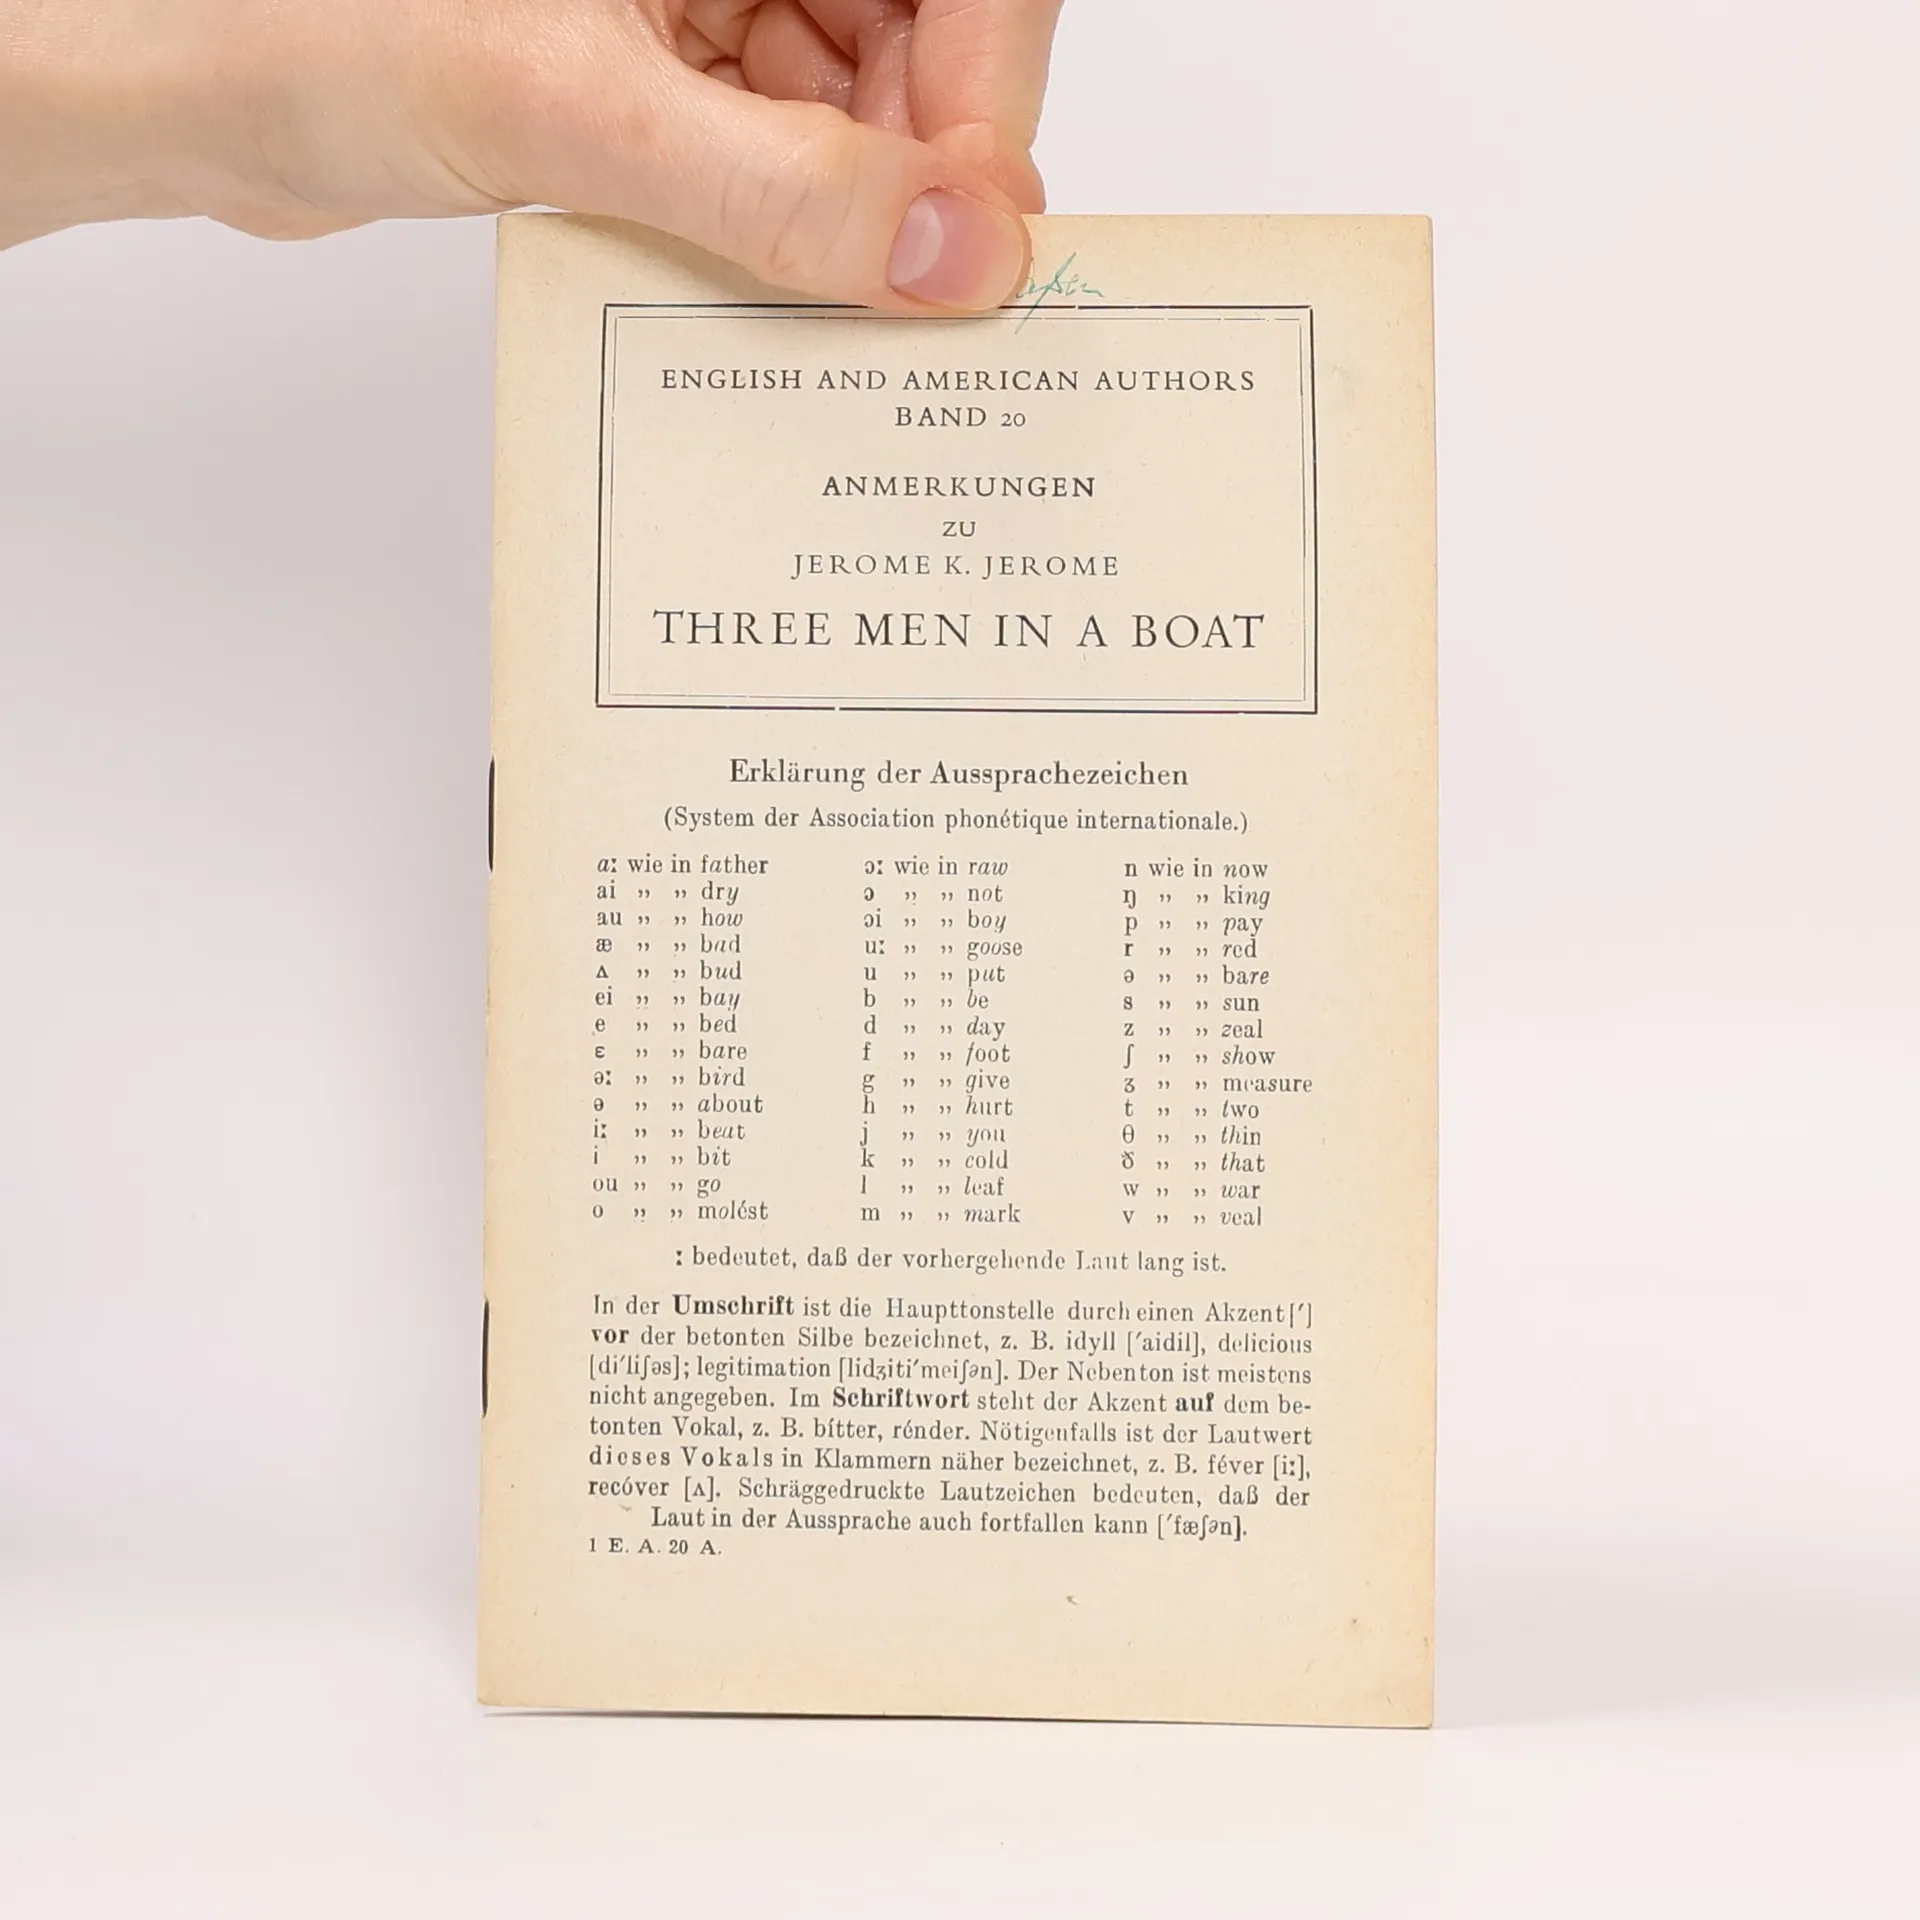 ENGLISH AND AMERICAN AUTHORS
BAND 20
ANMERKUNGEN
ZU
JEROME K. JEROME
THREE MEN IN A BOAT
Erklärung der Aussprachezeichen
(System der Association phonétique internationale.)
a: wie in father
ai „ „ dry
au „ „ how
æ „ „ bad
ʌ „ „ bud
ei „ „ bay
e „ „ bed
ɛ „ „ bare
ə: „ „ bird
ə „ „ about
i: „ „ beat
i „ „ bit
ou „ „ go
o „ „ molést
ɔ: wie in raw
ɔ „ „ not
ɔi „ „ boy
u: „ „ goose
u „ „ put
b „ „ be
d „ „ day
f „ „ foot
g „ „ give
h „ „ hurt
j „ „ you
k „ „ cold
l „ „ leaf
m „ „ mark
n wie in now
ŋ „ „ king
p „ „ pay
r „ „ red
ə „ „ bare
s „ „ sun
z „ „ zeal
ʃ „ „ show
ʒ „ „ measure
t „ „ two
θ „ „ thin
ð „ „ that
w „ „ war
v „ „ veal
: bedeutet, daß der vorhergehende Laut lang ist.
In der Umschrift ist die Haupttonstelle durch einen Akzent [′]
vor der betonten Silbe bezeichnet, z. B. idyll [′aidil], delicious
[di′liʃəs]; legitimation [lidʒiti′meiʃən]. Der Nebenton ist meistens
nicht angegeben. Im Schriftwort steht der Akzent auf dem be-
tonten Vokal, z. B. bítter, rénder. Nötigenfalls ist der Lautwert
dieses Vokals in Klammern näher bezeichnet, z. B. féver [i:],
recóver [ʌ]. Schräggedruckte Lautzeichen bedeuten, daß der
Laut in der Aussprache auch fortfallen kann [′fæʃən].
1 E. A. 20 A.